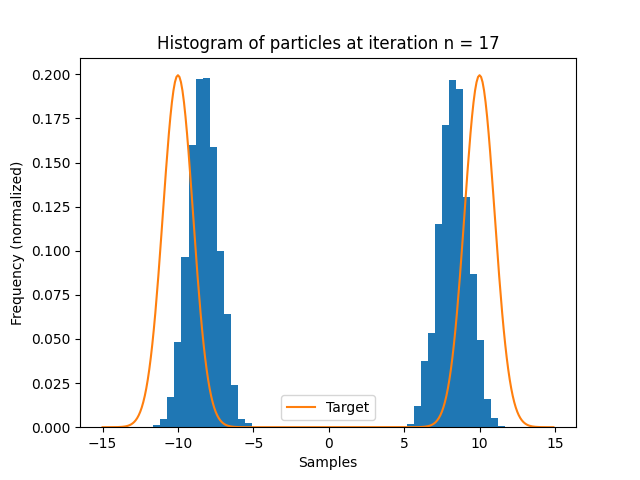 Histogram of particles at iteration n = 17
Frequency (normalized)
0.200
0.175
0.150
0.125
0.100
0.075
0.050
0.025
0.000
Target
−15 −10 −5 0 5 10 15
Samples